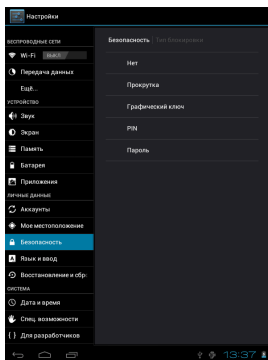 Настройки
БЕСПРОВОДНЫЕ СЕТИ
Wi-Fi ВЫКЛ
Передача данных
Ещё...
УСТРОЙСТВО
Звук
Экран
Память
Батарея
Приложения
ЛИЧНЫЕ ДАННЫЕ
Аккаунты
Мое местоположение
Безопасность
Язык и ввод
Восстановление и сбр
СИСТЕМА
Дата и время
Спец. возможности
{ } Для разработчиков
Безопасность Тип блокировки
Нет
Прокрутка
Графический ключ
PIN
Пароль
13:37